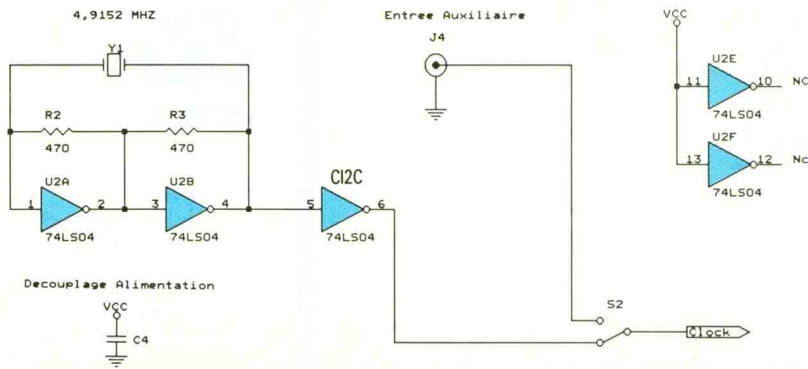 4,9152 MHZ
Entree Auxiliaire
VCC
Y1
J4
U2E
11
10
NC
74LS04
R2
R3
470
470
U2F
13
12
Nc
74LS04
U2A
U2B
CI2C
1
2
3
4
5
6
74LS04
74LS04
74LS04
Decouplage Alimentation
VCC
C4
S2
Clock